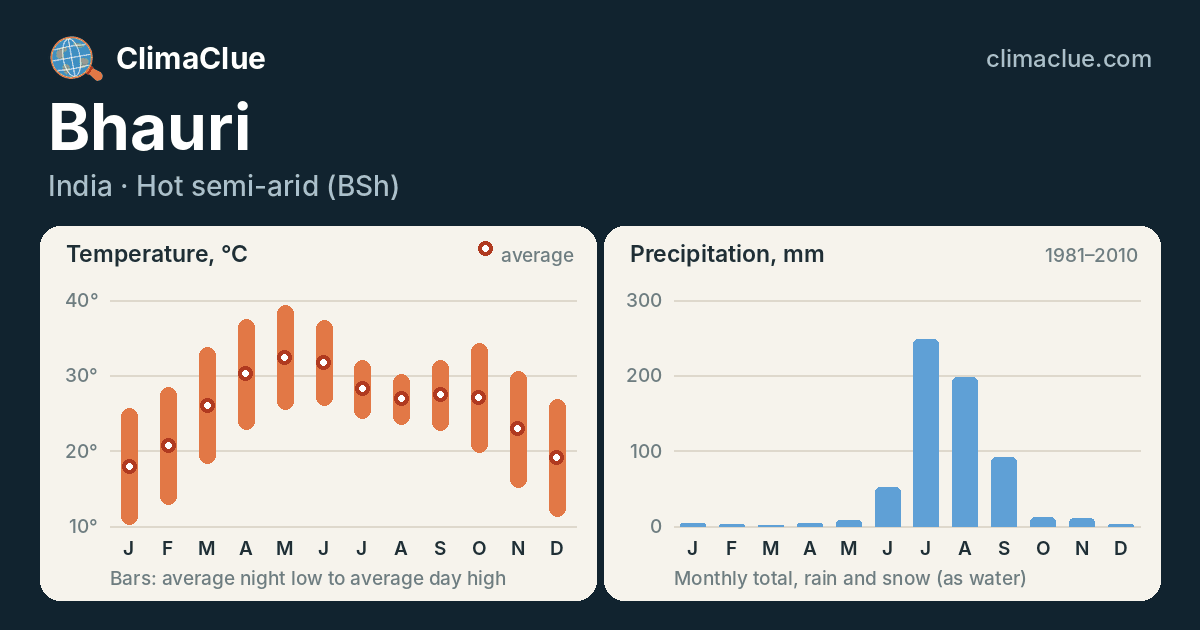 ClimaClue
climaclue.com
Bhauri
India · Hot semi-arid (BSh)
Temperature, °C
average
40°
30°
20°
10°
J F M A M J J A S O N D
Bars: average night low to average day high
Precipitation, mm
1981–2010
300
200
100
0
J F M A M J J A S O N D
Monthly total, rain and snow (as water)